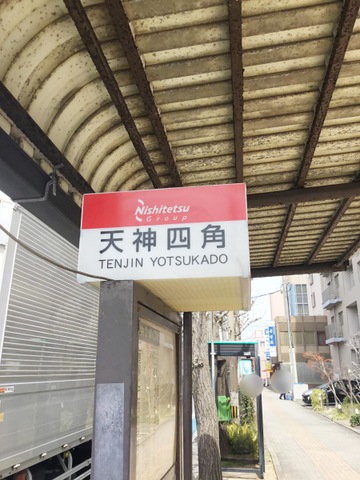 Nishitetsu
Group
天神四角
TENJIN YOTSUKADO